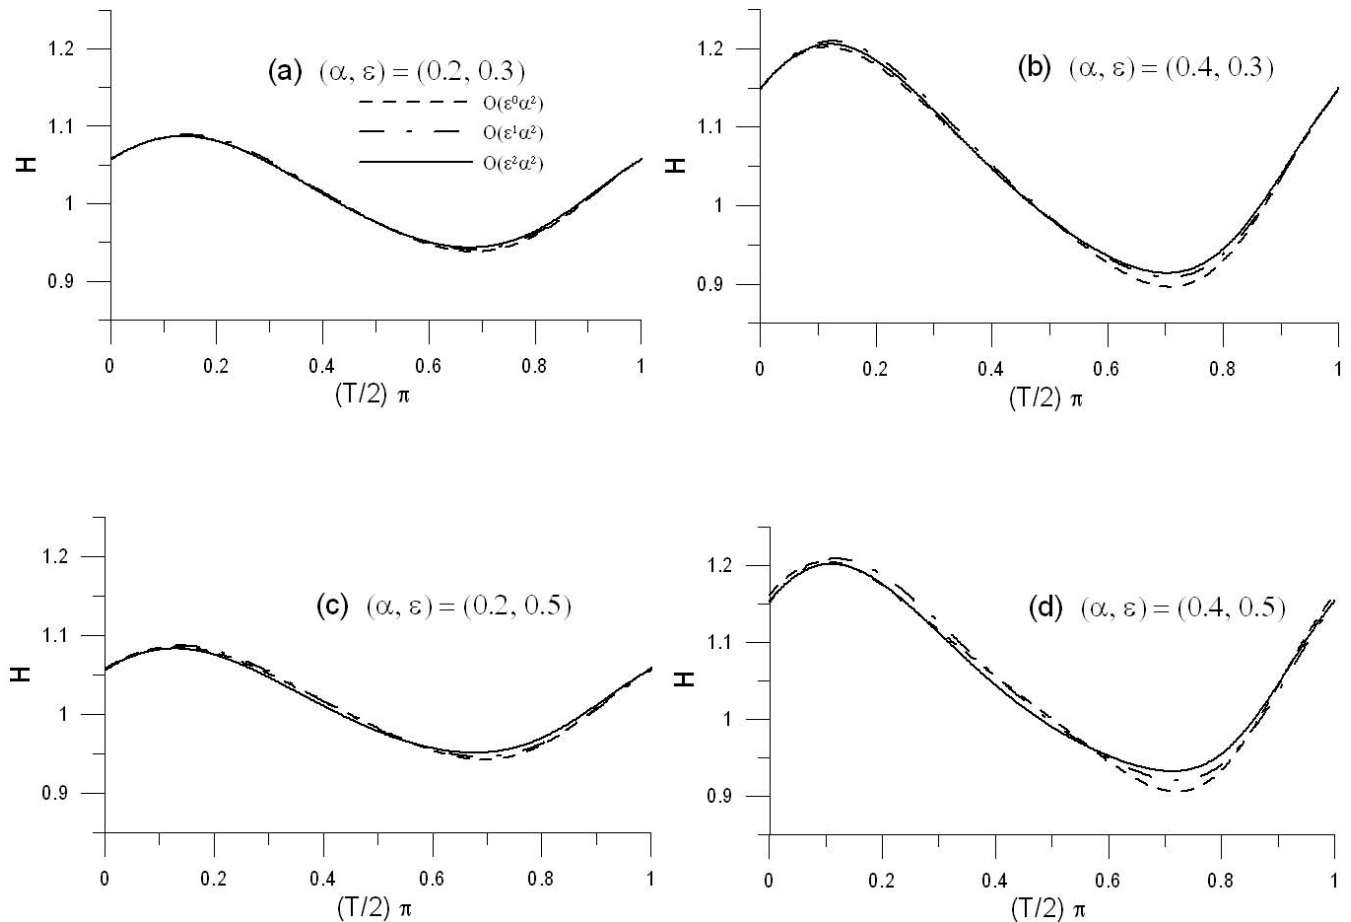 1.2
(a) (α, ε) = (0.2, 0.3)
O(ε⁰α²)
1.1
O(ε¹α²)
O(ε²α²)
H
1
0.9
0
0.2
0.4
0.6
0.8
1
(T/2) π
1.2
(b) (α, ε) = (0.4, 0.3)
1.1
H
1
0.9
0
0.2
0.4
0.6
0.8
1
(T/2) π
1.2
(c) (α, ε) = (0.2, 0.5)
1.1
H
1
0.9
0
0.2
0.4
0.6
0.8
1
(T/2) π
1.2
(d) (α, ε) = (0.4, 0.5)
1.1
H
1
0.9
0
0.2
0.4
0.6
0.8
1
(T/2) π